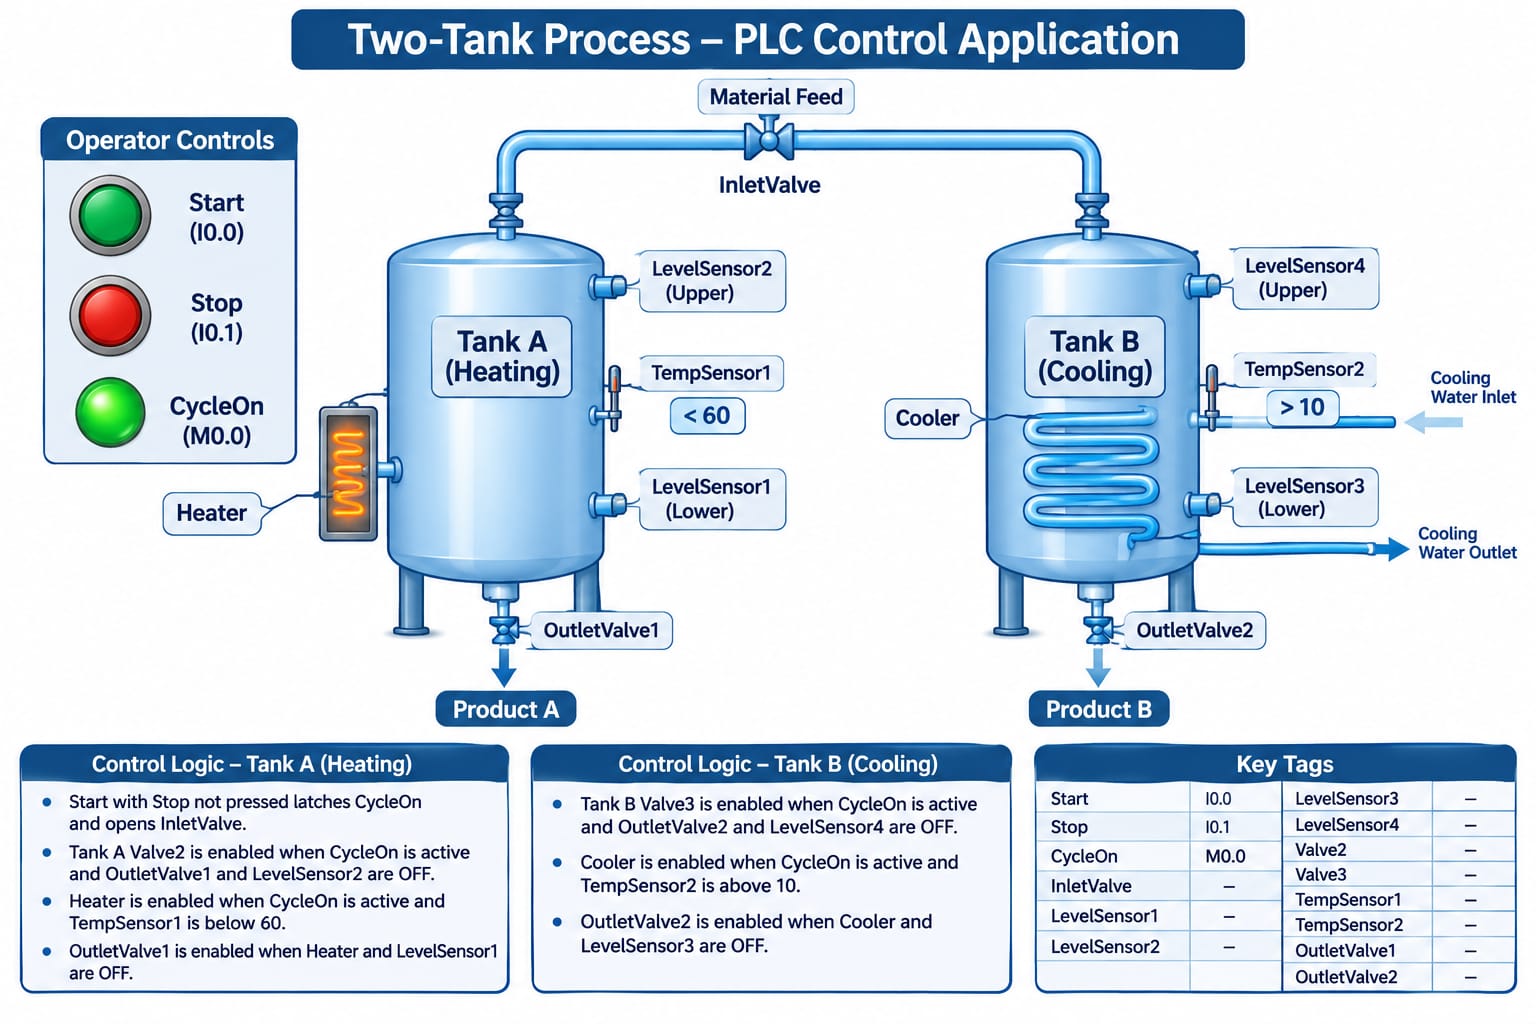 Two-Tank Process – PLC Control Application
Material Feed
InletValve
Operator Controls
Start
(I0.0)
Stop
(I0.1)
CycleOn
(M0.0)
Heater
Tank A
(Heating)
LevelSensor2
(Upper)
TempSensor1
< 60
LevelSensor1
(Lower)
OutletValve1
Product A
Cooler
Tank B
(Cooling)
LevelSensor4
(Upper)
TempSensor2
> 10
LevelSensor3
(Lower)
Cooling
Water Inlet
Cooling
Water Outlet
OutletValve2
Product B
Control Logic – Tank A (Heating)
• Start with Stop not pressed latches CycleOn
and opens InletValve.
• Tank A Valve2 is enabled when CycleOn is active
and OutletValve1 and LevelSensor2 are OFF.
• Heater is enabled when CycleOn is active and
TempSensor1 is below 60.
• OutletValve1 is enabled when Heater and LevelSensor1
are OFF.
Control Logic – Tank B (Cooling)
• Tank B Valve3 is enabled when CycleOn is active
and OutletValve2 and LevelSensor4 are OFF.
• Cooler is enabled when CycleOn is active and
TempSensor2 is above 10.
• OutletValve2 is enabled when Cooler and
LevelSensor3 are OFF.
Key Tags
Start I0.0
Stop I0.1
CycleOn M0.0
InletValve –
LevelSensor1 –
LevelSensor2 –
LevelSensor3 –
LevelSensor4 –
Valve2 –
Valve3 –
TempSensor1 –
TempSensor2 –
OutletValve1 –
OutletValve2 –